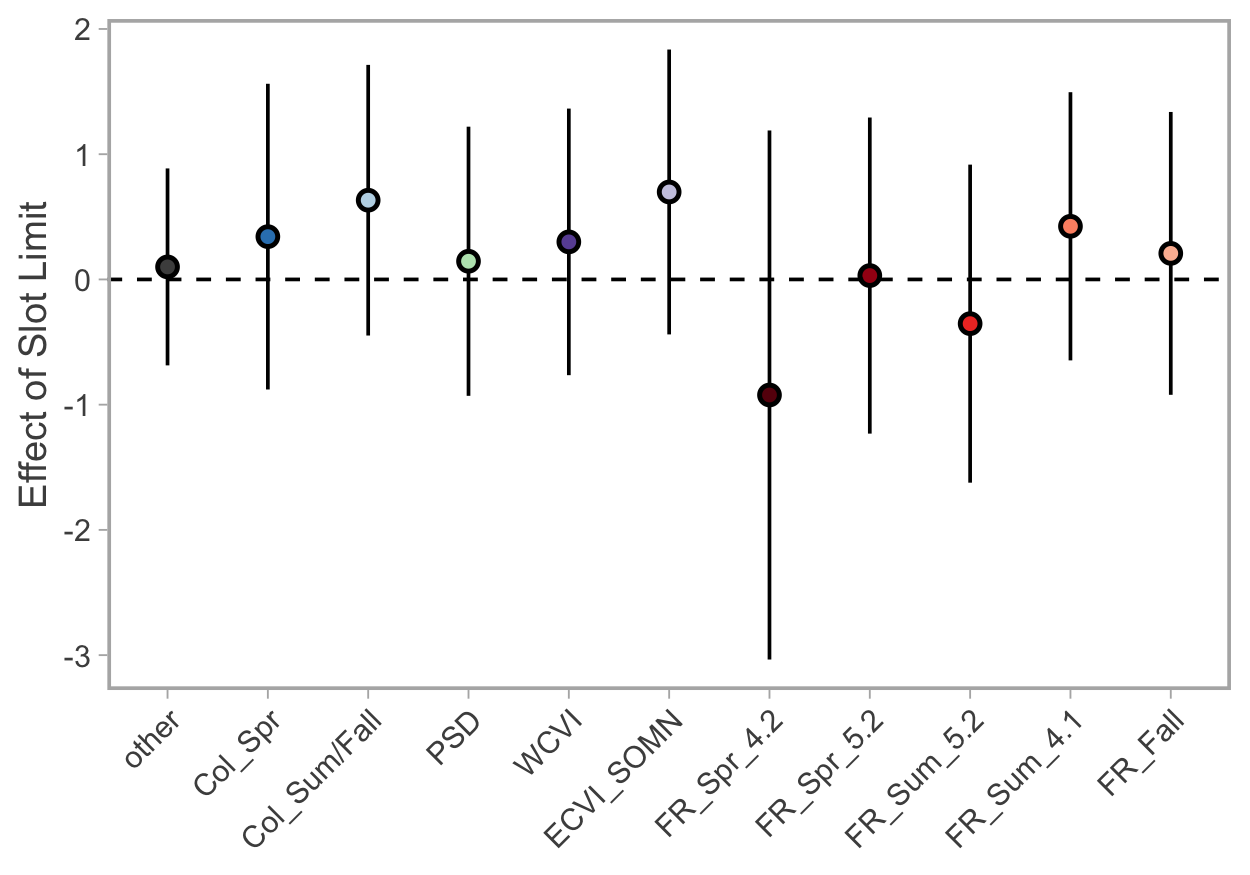 Effect of Slot Limit
2
1
0
-1
-2
-3
other
Col_Spr
Col_Sum/Fall
PSD
WCVI
ECVI_SOMN
FR_Spr_4.2
FR_Spr_5.2
FR_Sum_5.2
FR_Sum_4.1
FR_Fall